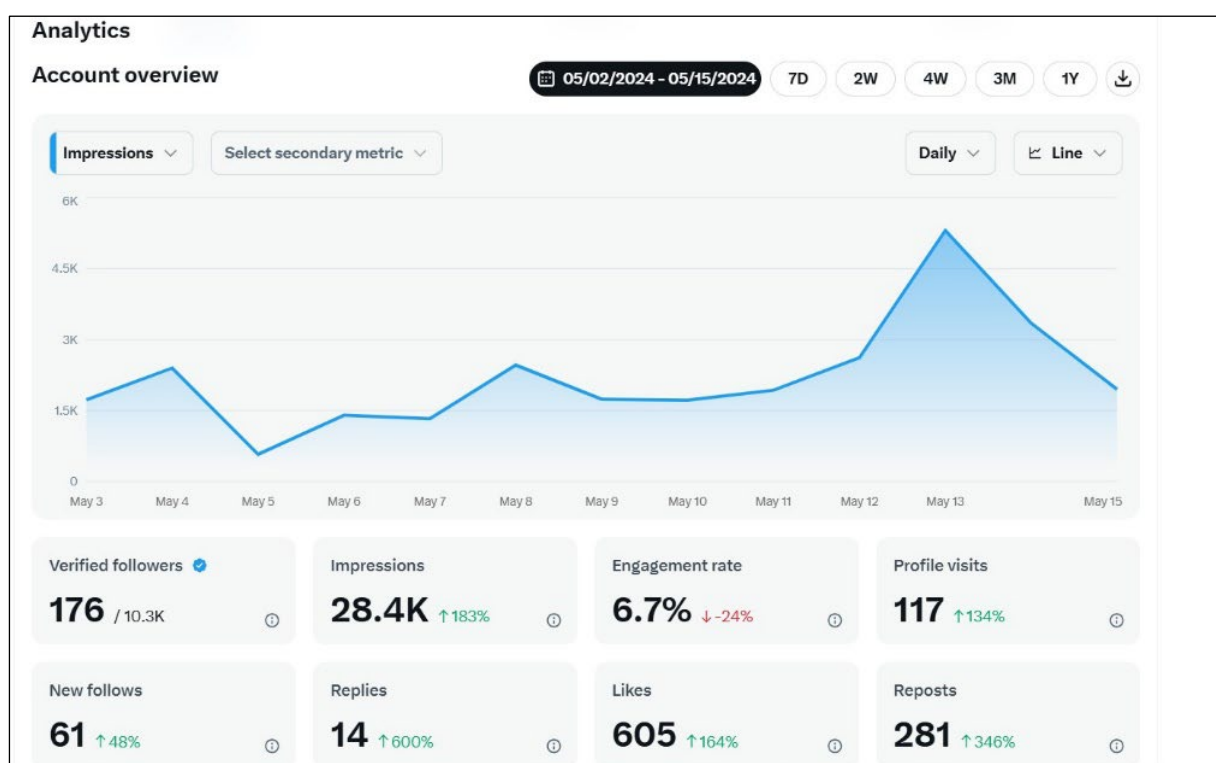 Analytics
Account overview
05/02/2024 - 05/15/2024 7D 2W 4W 3M 1Y
Impressions Select secondary metric Daily Line
6K
4.5K
3K
1.5K
0
May 3 May 4 May 5 May 6 May 7 May 8 May 9 May 10 May 11 May 12 May 13 May 15
Verified followers Impressions Engagement rate Profile visits
176 / 10.3K 28.4K ↑183% 6.7% ↓-24% 117 ↑134%
New follows Replies Likes Reposts
61 ↑48% 14 ↑600% 605 ↑164% 281 ↑346%